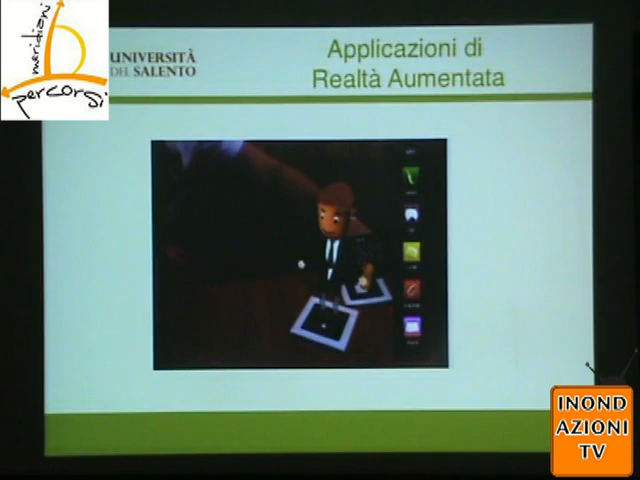 meridiani
percorsi
UNIVERSITÀ
DEL SALENTO
Applicazioni di
Realtà Aumentata
INOND
AZIONI
TV